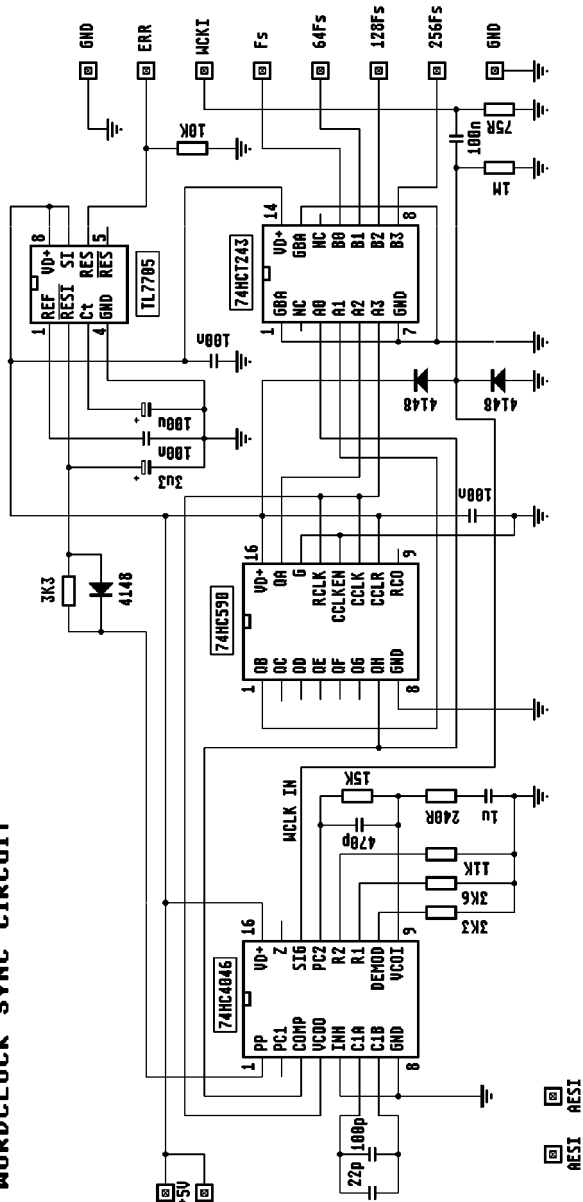 WORDCLOCK SYNC CIRCUIT
GND
ERR
WCKI
Fs
64Fs
128Fs
256Fs
GND
10K
100n
75R
1M
8
VD+
SI
RES
RES
5
1
REF
RESI
Ct
GND
4
TL7705
14
VD+
GBA
NC
B0
B1
B2
B3
8
1
GBA
NC
A0
A1
A2
A3
GND
7
74HCT243
100n
100u
100n
3u3
4148
4148
3K3
4148
100n
16
VD+
QA
G
RCLK
CCLKEN
CCLK
CCLR
RCO
9
1
QB
QC
QD
QE
QF
QG
QH
GND
8
74HC590
WCLK IN
15K
470p
240R
1u
11K
3K6
3K3
16
VD+
Z
SIG
PC2
R2
R1
DEMOD
VCOI
9
1
PP
PC1
COMP
VCOO
INH
C1A
C1B
GND
8
74HC4046
100p
22p
+5V
AESI
AESI